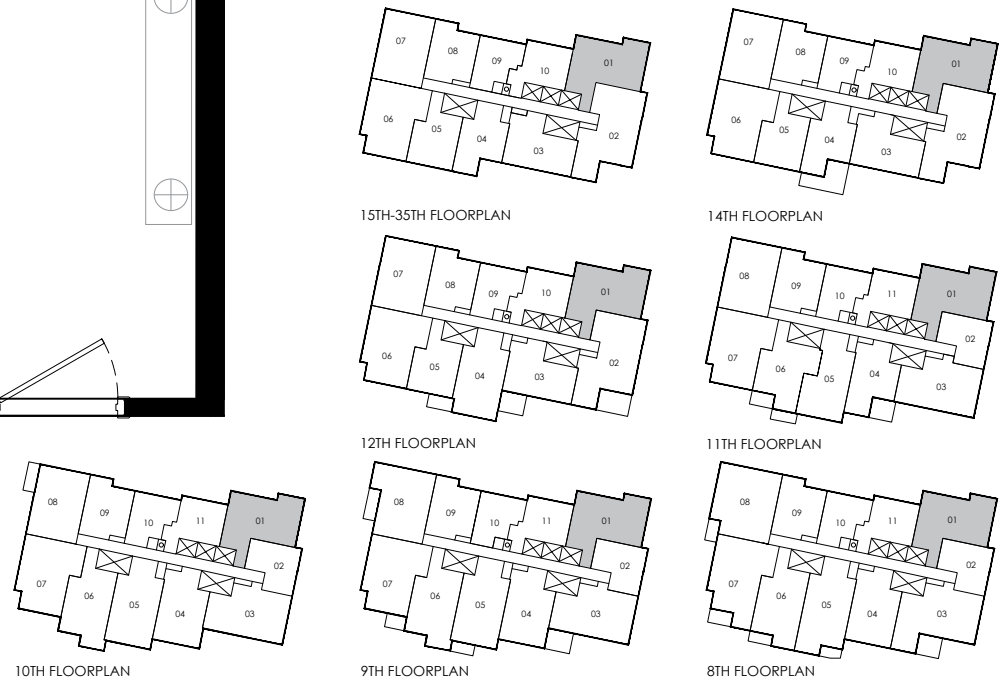 07 08 09 10 01
06 05 04 03 02
15TH-35TH FLOORPLAN
07 08 09 10 01
06 05 04 03 02
14TH FLOORPLAN
07 08 09 10 01
06 05 04 03 02
12TH FLOORPLAN
08 09 10 11 01
07 06 05 04 03 02
11TH FLOORPLAN
08 09 10 11 01
07 06 05 04 03 02
10TH FLOORPLAN
08 09 10 11 01
07 06 05 04 03 02
9TH FLOORPLAN
08 09 10 11 01
07 06 05 04 03 02
8TH FLOORPLAN